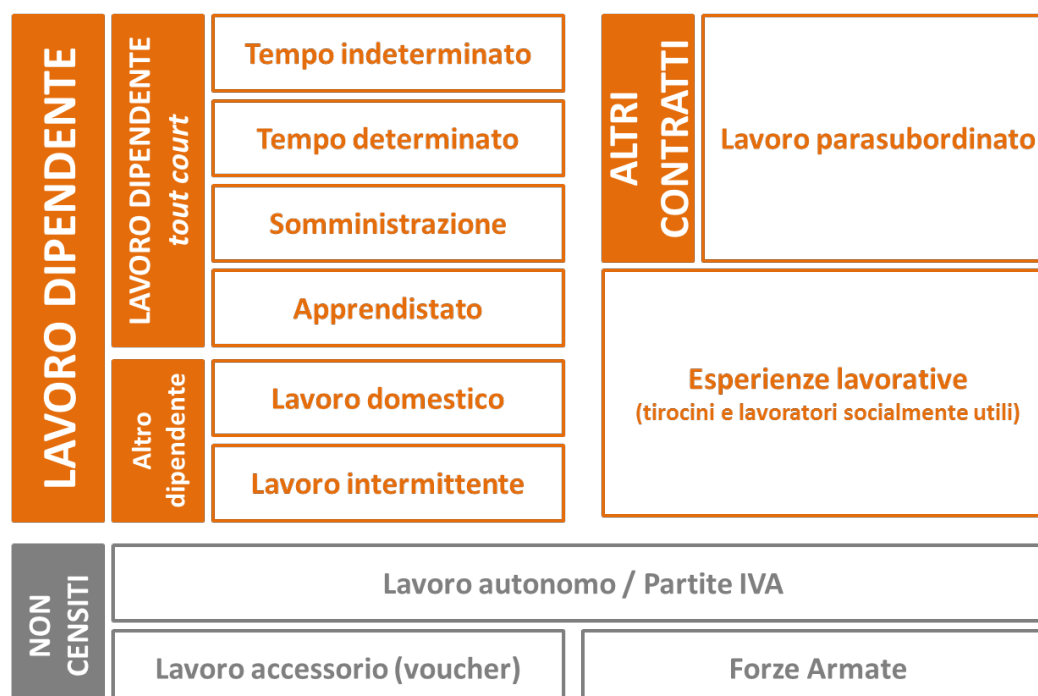 LAVORO DIPENDENTE
LAVORO DIPENDENTE
tout court
Tempo indeterminato
Tempo determinato
Somministrazione
Apprendistato
Altro
dipendente
Lavoro domestico
Lavoro intermittente
ALTRI
CONTRATTI
Lavoro parasubordinato
Esperienze lavorative
(tirocini e lavoratori socialmente utili)
NON
CENSITI
Lavoro autonomo / Partite IVA
Lavoro accessorio (voucher)
Forze Armate